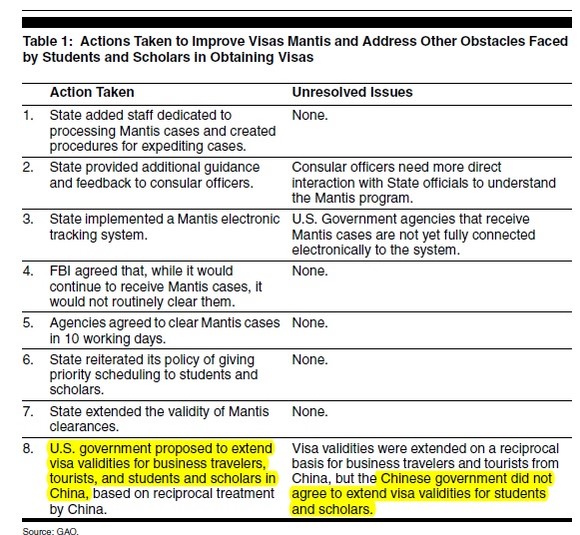 Table 1:  Actions Taken to Improve Visas Mantis and Address Other Obstacles Faced
by Students and Scholars in Obtaining Visas
Action Taken
Unresolved Issues
1. State added staff dedicated to
processing Mantis cases and created
procedures for expediting cases.
None.
2. State provided additional guidance
and feedback to consular officers.
Consular officers need more direct
interaction with State officials to understand
the Mantis program.
3. State implemented a Mantis electronic
tracking system.
U.S. Government agencies that receive
Mantis cases are not yet fully connected
electronically to the system.
4. FBI agreed that, while it would
continue to receive Mantis cases, it
would not routinely clear them.
None.
5. Agencies agreed to clear Mantis cases
in 10 working days.
None.
6. State reiterated its policy of giving
priority scheduling to students and
scholars.
None.
7. State extended the validity of Mantis
clearances.
None.
8. U.S. government proposed to extend
visa validities for business travelers,
tourists, and students and scholars in
China, based on reciprocal treatment
by China.
Visa validities were extended on a reciprocal
basis for business travelers and tourists from
China, but the Chinese government did not
agree to extend visa validities for students
and scholars.
Source: GAO.